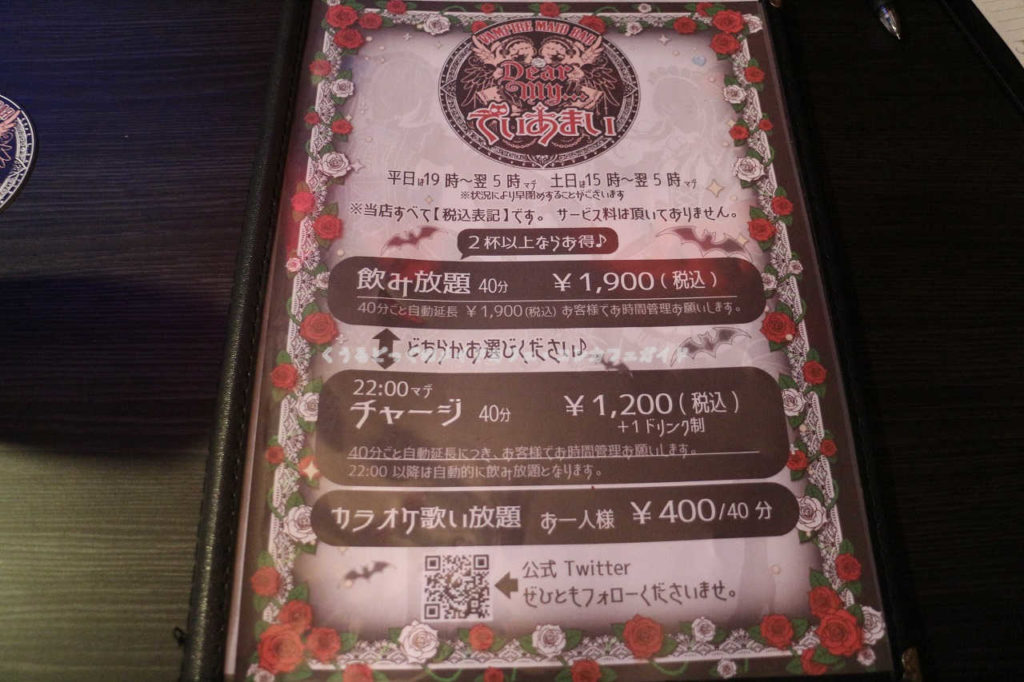 VAMPIRE MAID BAR
Dear
My...
でぃあまい
平日は19時～翌5時マデ 土日は15時～翌5時マデ
※状況により早閉めすることがございます
※当店すべて【税込表記】です。サービス料は頂いておりません。
2杯以上ならお得♪
飲み放題 40分 ￥1,900(税込)
40分ごと自動延長 ￥1,900(税込) お客様でお時間管理お願いします。
どちらかお選びください♪
22:00マデ
チャージ 40分 ￥1,200(税込)
+1ドリンク制
40分ごと自動延長につき、お客様でお時間管理お願いします。
22:00 以降は自動的に飲み放題となります。
カラオケ歌い放題 お一人様 ￥400/40分
公式 Twitter
ぜひともフォローくださいませ。